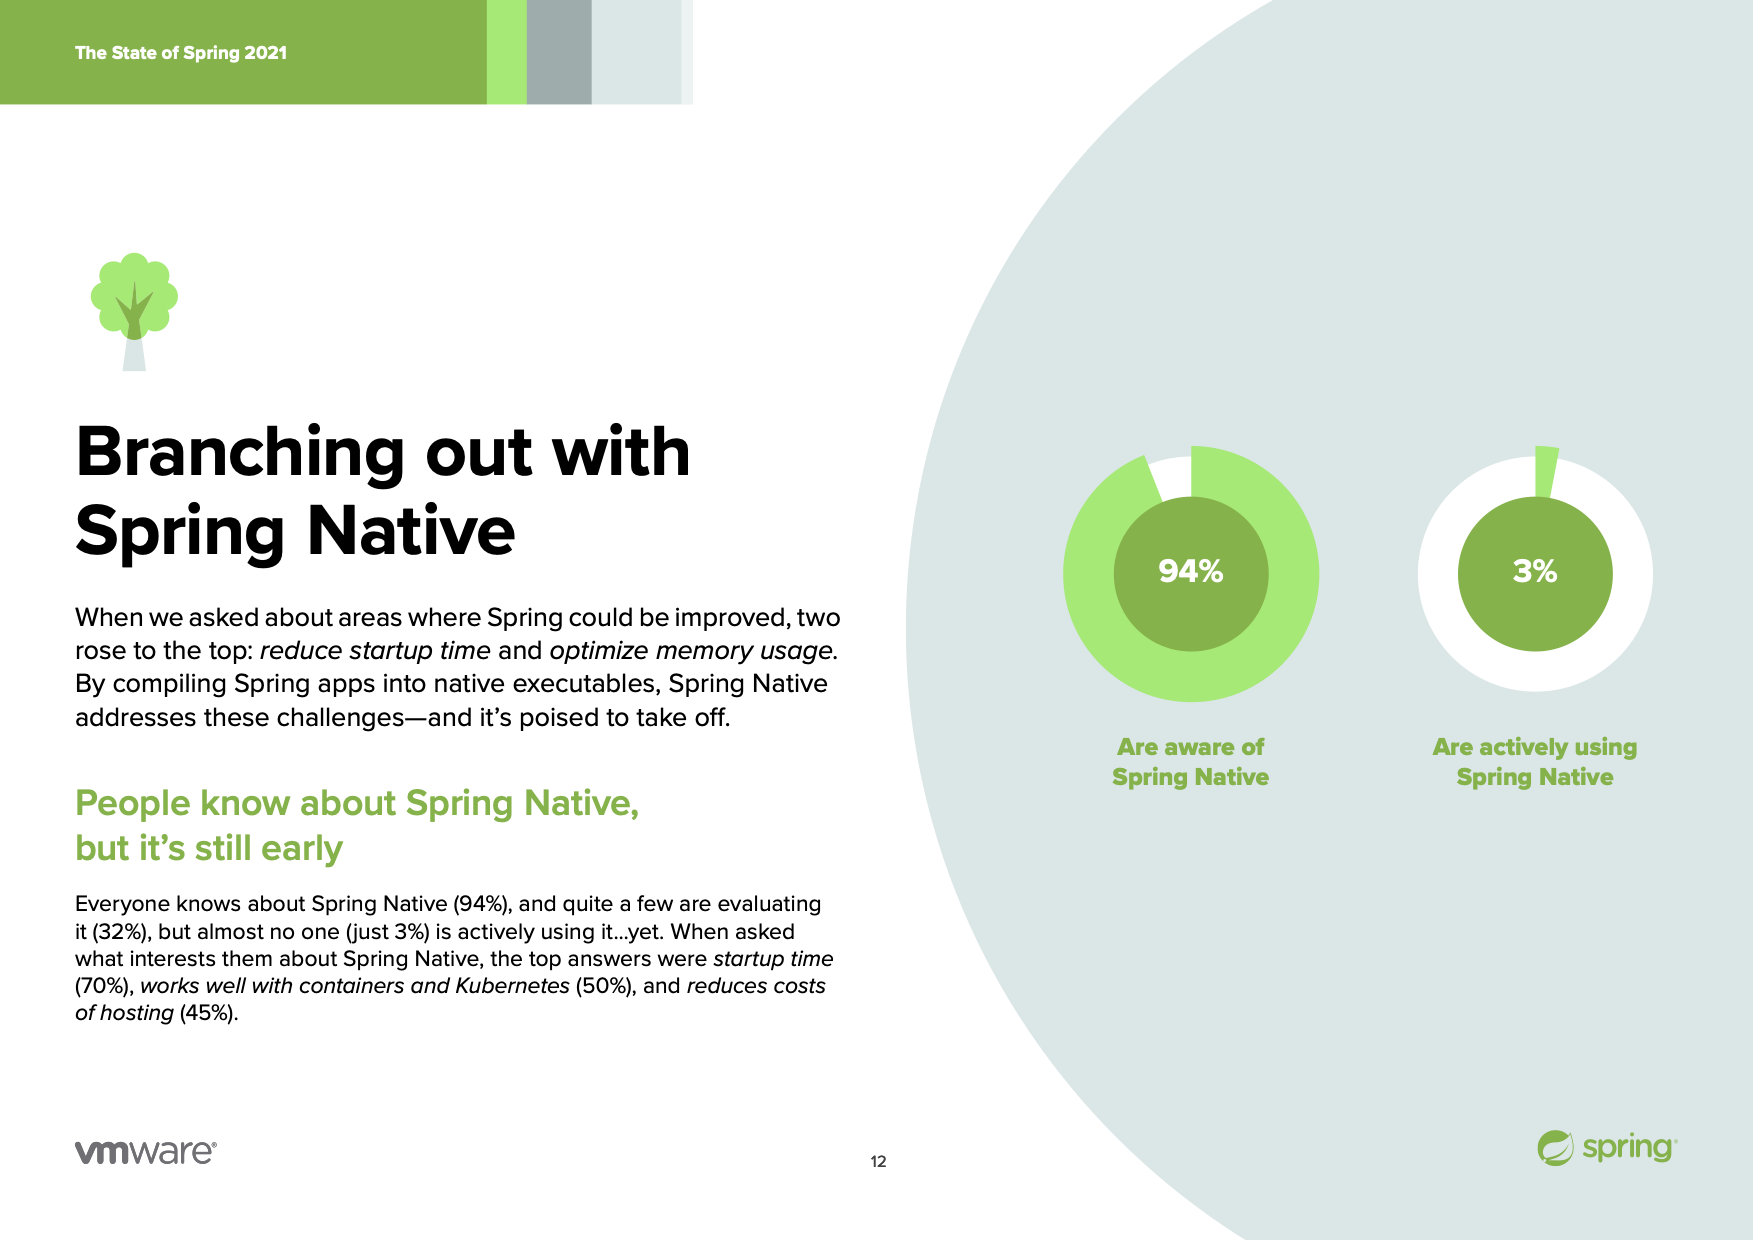 The State of Spring 2021
Branching out with
Spring Native
When we asked about areas where Spring could be improved, two
rose to the top: reduce startup time and optimize memory usage.
By compiling Spring apps into native executables, Spring Native
addresses these challenges—and it's poised to take off.
People know about Spring Native,
but it's still early
Everyone knows about Spring Native (94%), and quite a few are evaluating
it (32%), but almost no one (just 3%) is actively using it...yet. When asked
what interests them about Spring Native, the top answers were startup time
(70%), works well with containers and Kubernetes (50%), and reduces costs
of hosting (45%).
94%
Are aware of
Spring Native
3%
Are actively using
Spring Native
vmware®
12
spring®